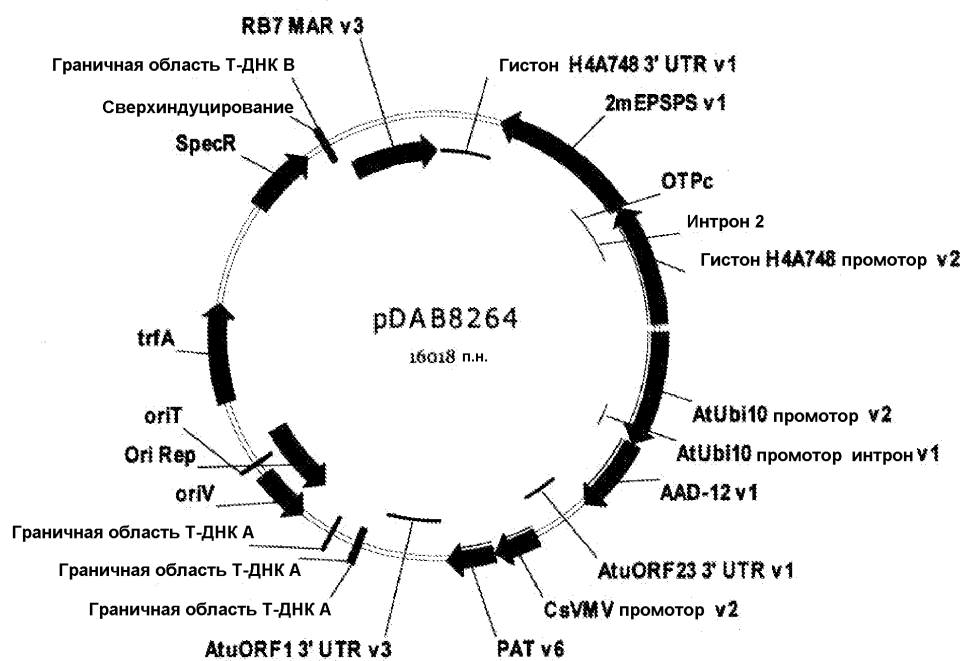 RB7 MAR v3
Граничная область Т-ДНК В
Гистон H4A748 3' UTR v1
Сверхиндуцирование
2mEPSPS v1
SpecR
OTPc
Интрон 2
Гистон H4A748 промотор v2
pDAB8264
16018 п.н.
trfA
AtUbi10 промотор v2
oriT
AtUbi10 промотор интрон v1
Ori Rep
AAD-12 v1
oriV
Граничная область Т-ДНК А
Граничная область Т-ДНК А
AtuORF23 3' UTR v1
Граничная область Т-ДНК А
CsVMV промотор v2
AtuORF1 3' UTR v3
PAT v6